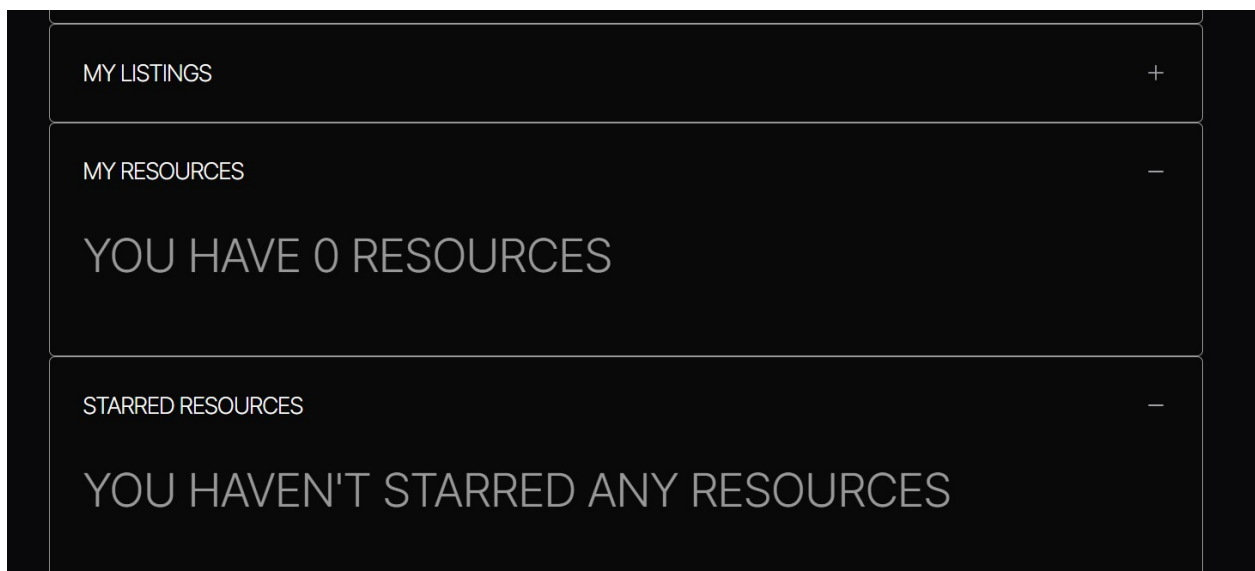 MY LISTINGS
MY RESOURCES
YOU HAVE 0 RESOURCES
STARRED RESOURCES
YOU HAVEN'T STARRED ANY RESOURCES